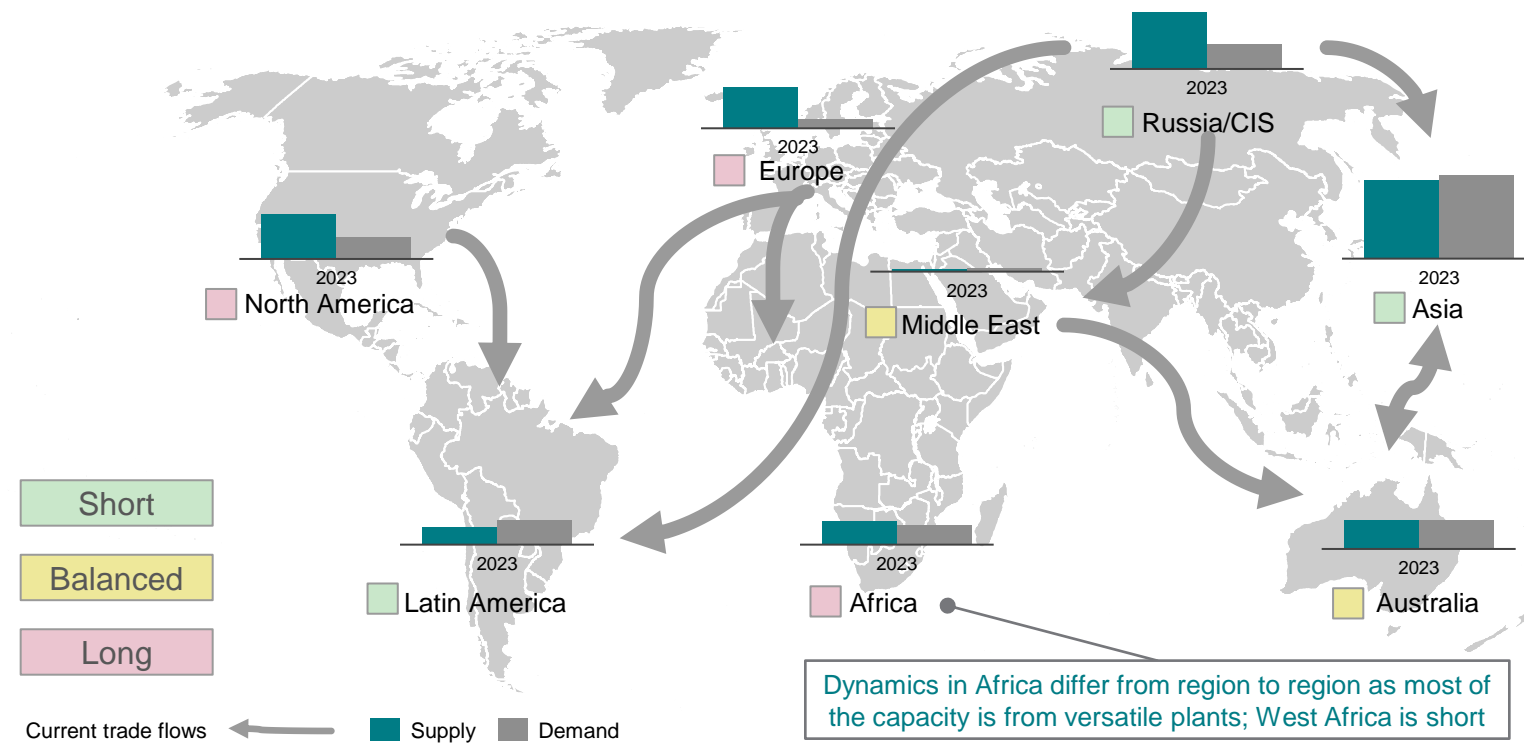 2023
Russia/CIS
2023
Europe
2023
North America
2023
Middle East
2023
Asia
2023
Latin America
2023
Africa
2023
Australia
Short
Balanced
Long
Dynamics in Africa differ from region to region as most of
the capacity is from versatile plants; West Africa is short
Current trade flows
Supply
Demand